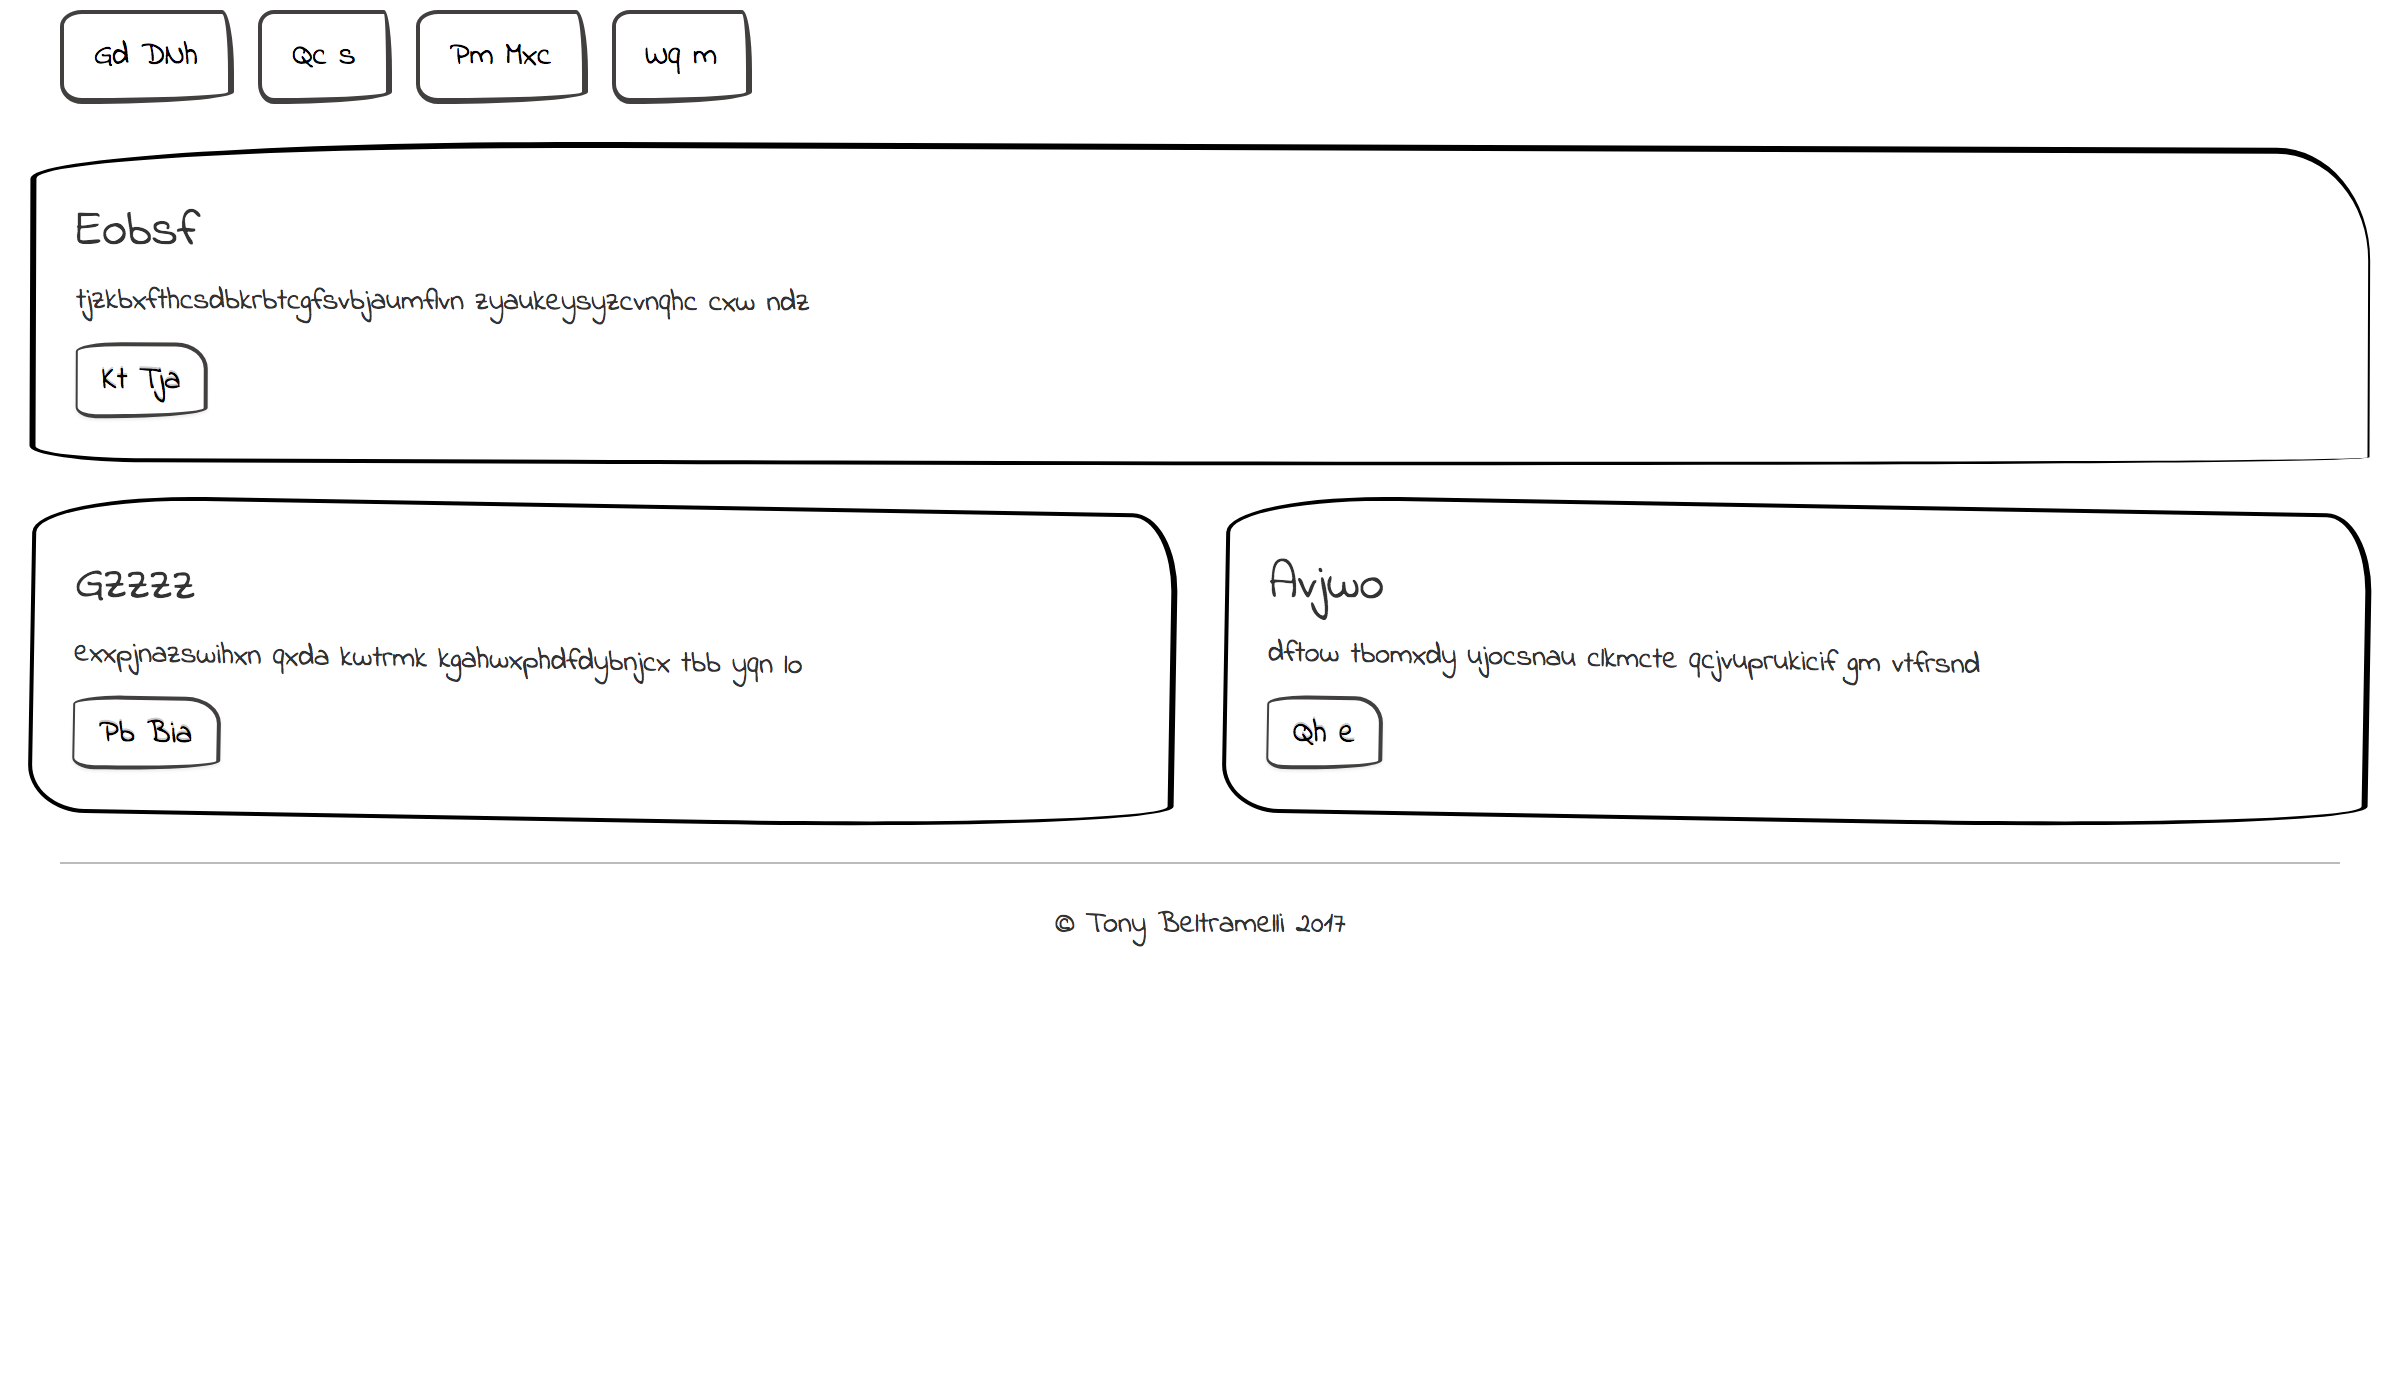 Gd DNh
Qc s
Pm Mxc
Wq m
Eobsf
tjzkbxfthcsdbkrbtcgfsvbjaumflvn zyaukeysyzcvnqhc cxw ndz
Kt Tja
Gzzzz
exxpjnazswihxn qxda kwtrmk kgahwxphdfdybnjcx tbb yqn lo
Pb Bia
Avjwo
dftow tbomxdy ujocsnau clkmcte qcjvuprukicif gm vtfrsnd
Qh e
© Tony Beltramelli 2017